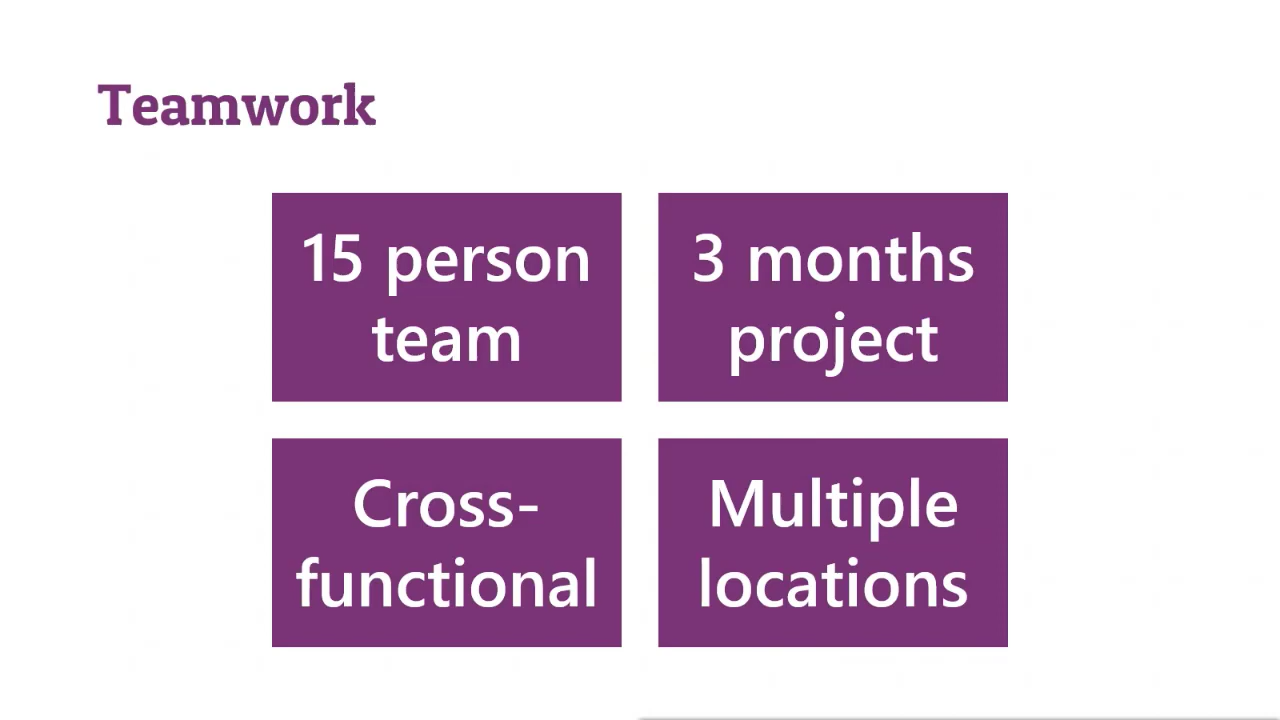 Teamwork
15 person
team
3 months
project
Cross-
functional
Multiple
locations